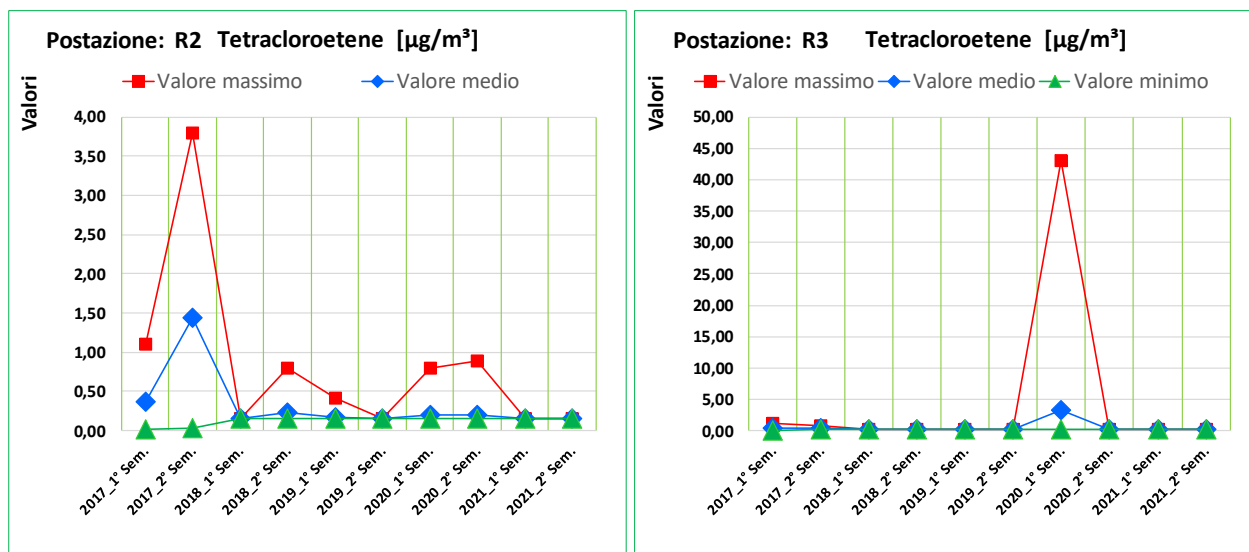 Postazione: R2 Tetracloroetene [µg/m³]
Valori
Valore massimo Valore medio
4,00
3,50
3,00
2,50
2,00
1,50
1,00
0,50
0,00
2017_1° Sem.
2017_2° Sem.
2018_1° Sem.
2018_2° Sem.
2019_1° Sem.
2019_2° Sem.
2020_1° Sem.
2020_2° Sem.
2021_1° Sem.
2021_2° Sem.
Postazione: R3 Tetracloroetene [µg/m³]
Valori
Valore massimo Valore medio Valore minimo
50,00
45,00
40,00
35,00
30,00
25,00
20,00
15,00
10,00
5,00
0,00
2017_1° Sem.
2017_2° Sem.
2018_1° Sem.
2018_2° Sem.
2019_1° Sem.
2019_2° Sem.
2020_1° Sem.
2020_2° Sem.
2021_1° Sem.
2021_2° Sem.